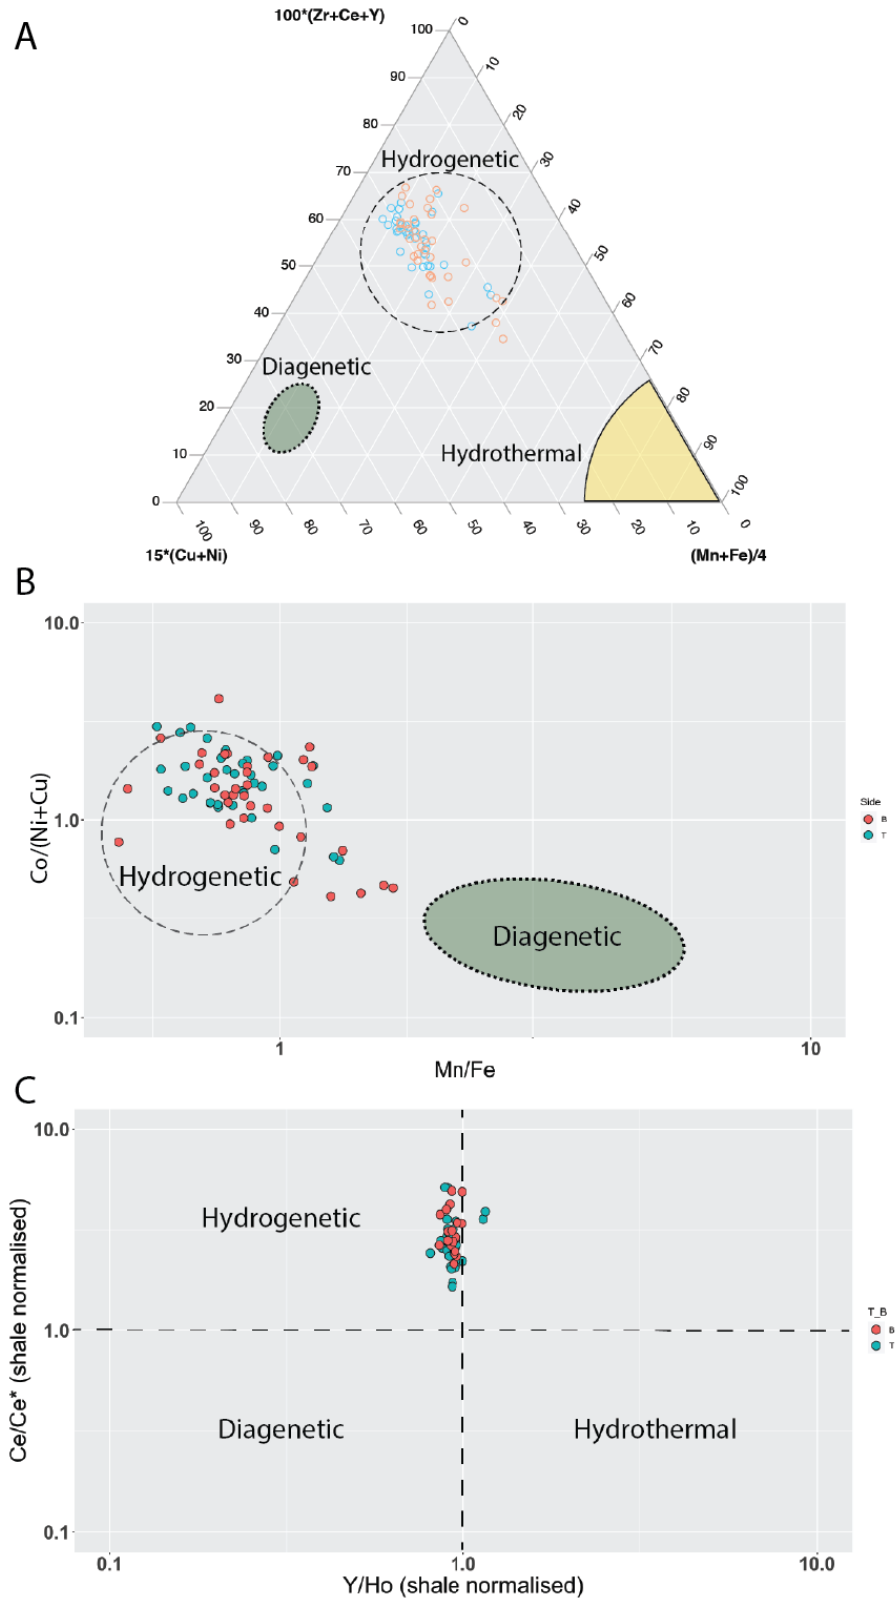 A
100*(Zr+Ce+Y)
100
0
90
10
80
20
70
30
Hydrogenetic
60
40
50
50
40
60
30
70
Diagenetic
20
80
10
90
Hydrothermal
0
100
100
90
80
70
60
50
40
30
20
10
0
15*(Cu+Ni)
(Mn+Fe)/4
B
10.0
Co/(Ni+Cu)
1.0
Hydrogenetic
Diagenetic
0.1
1
10
Mn/Fe
Side
B
T
C
10.0
Ce/Ce* (shale normalised)
Hydrogenetic
1.0
Diagenetic
Hydrothermal
0.1
0.1
1.0
10.0
Y/Ho (shale normalised)
T_B
B
T